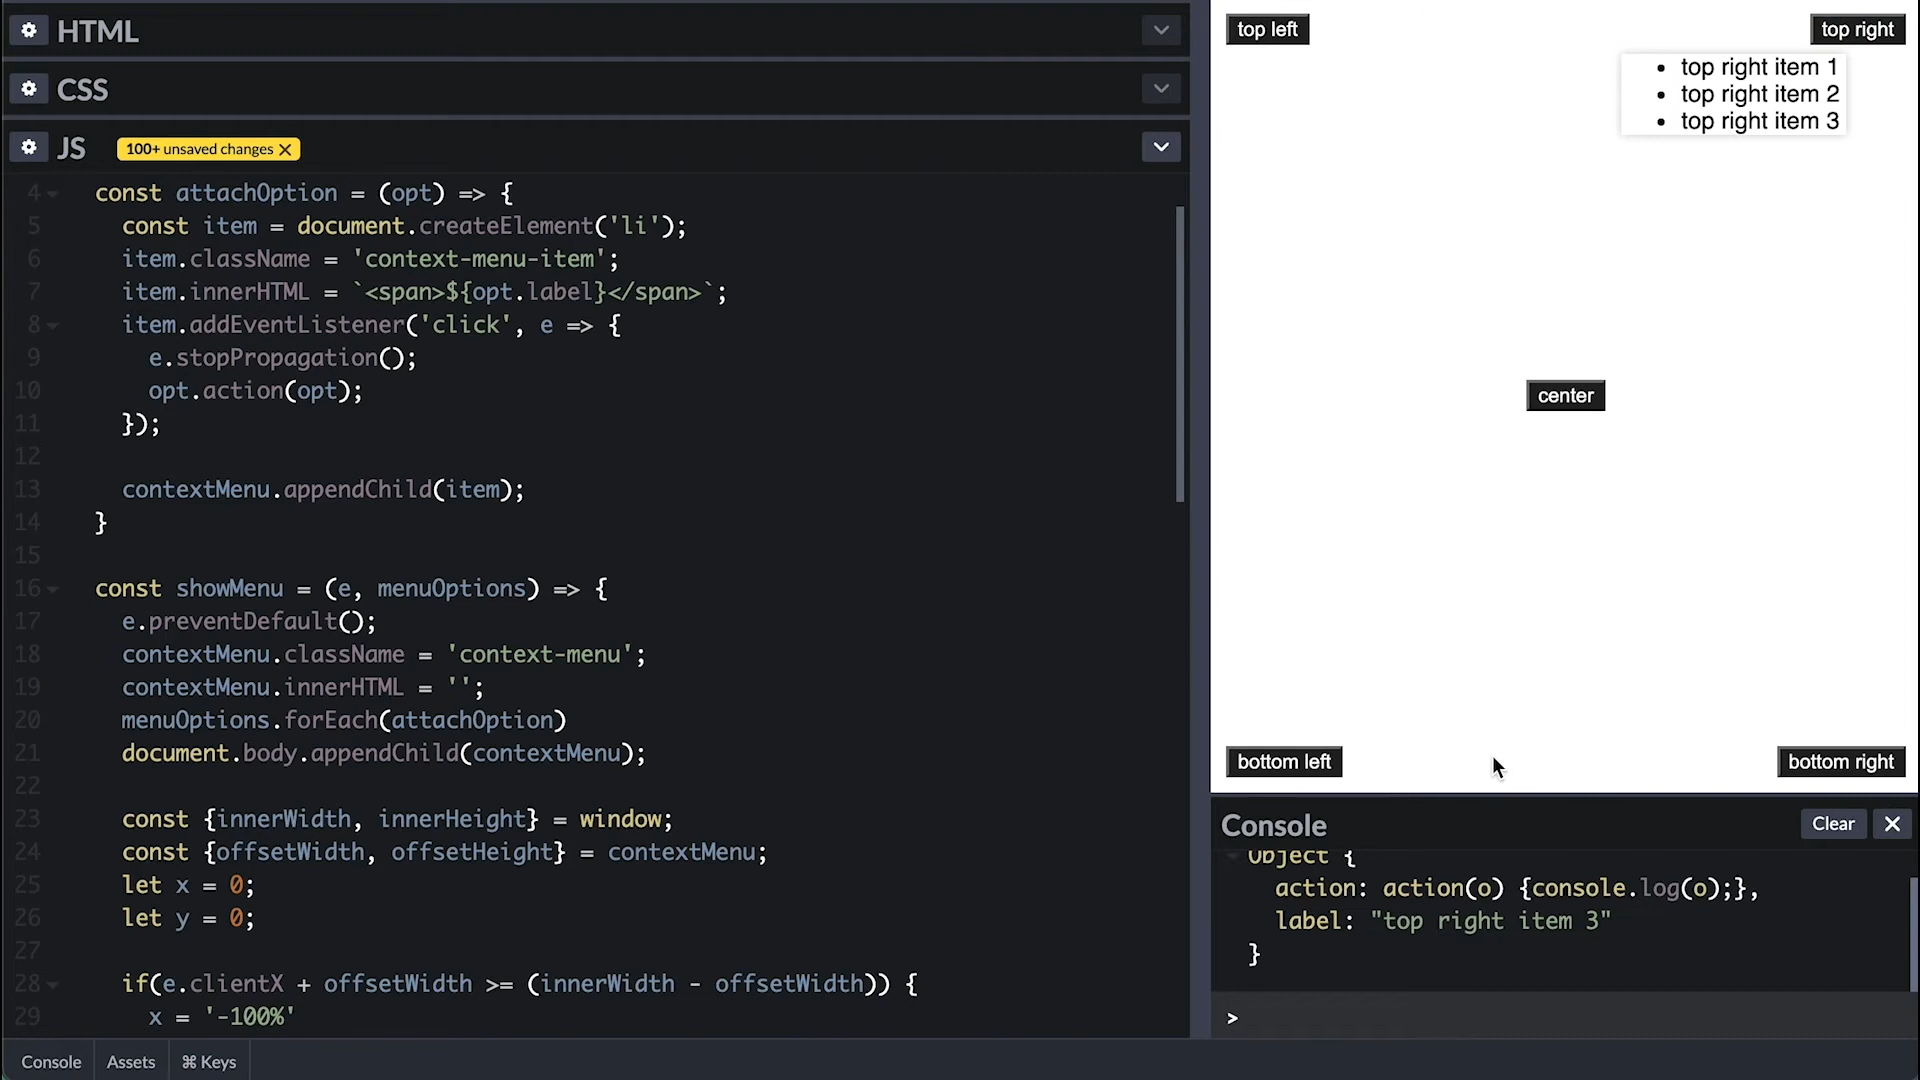 HTML
CSS
JS 100+ unsaved changes ×
4 const attachOption = (opt) => {
5 const item = document.createElement('li');
6 item.className = 'context-menu-item';
7 item.innerHTML = `<span>${opt.label}</span>`;
8 item.addEventListener('click', e => {
9 e.stopPropagation();
10 opt.action(opt);
11 });
12
13 contextMenu.appendChild(item);
14 }
15
16 const showMenu = (e, menuOptions) => {
17 e.preventDefault();
18 contextMenu.className = 'context-menu';
19 contextMenu.innerHTML = '';
20 menuOptions.forEach(attachOption)
21 document.body.appendChild(contextMenu);
22
23 const {innerWidth, innerHeight} = window;
24 const {offsetWidth, offsetHeight} = contextMenu;
25 let x = 0;
26 let y = 0;
27
28 if(e.clientX + offsetWidth >= (innerWidth - offsetWidth)) {
29 x = '-100%'
Console Assets ⌘ Keys
top left
top right
• top right item 1
• top right item 2
• top right item 3
center
bottom left
bottom right
Console
Clear ×
Object {
action: action(o) {console.log(o);},
label: "top right item 3"
}
>